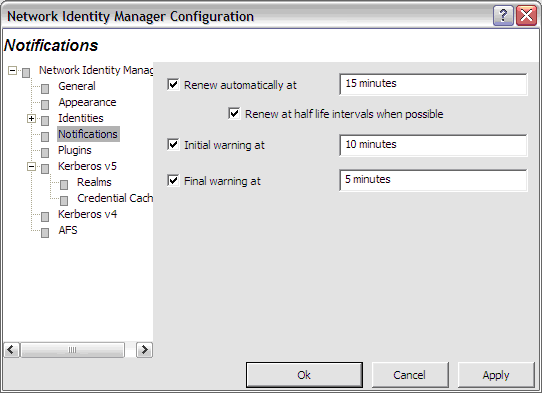 Network Identity Manager Configuration
Notifications
Network Identity Manag
General
Appearance
Identities
Notifications
Plugins
Kerberos v5
Realms
Credential Cach
Kerberos v4
AFS
Renew automatically at
15 minutes
Renew at half life intervals when possible
Initial warning at
10 minutes
Final warning at
5 minutes
Ok
Cancel
Apply